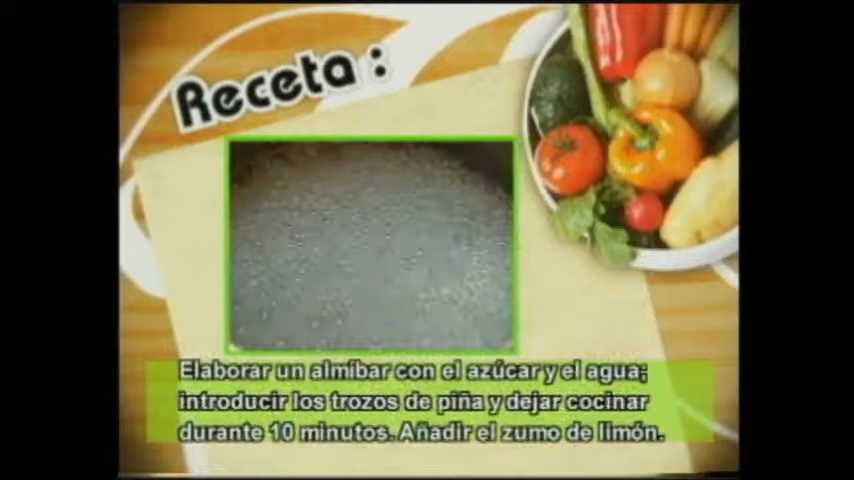 Receta :
Elaborar un almíbar con el azúcar y el agua;
introducir los trozos de piña y dejar cocinar
durante 10 minutos. Añadir el zumo de limón.